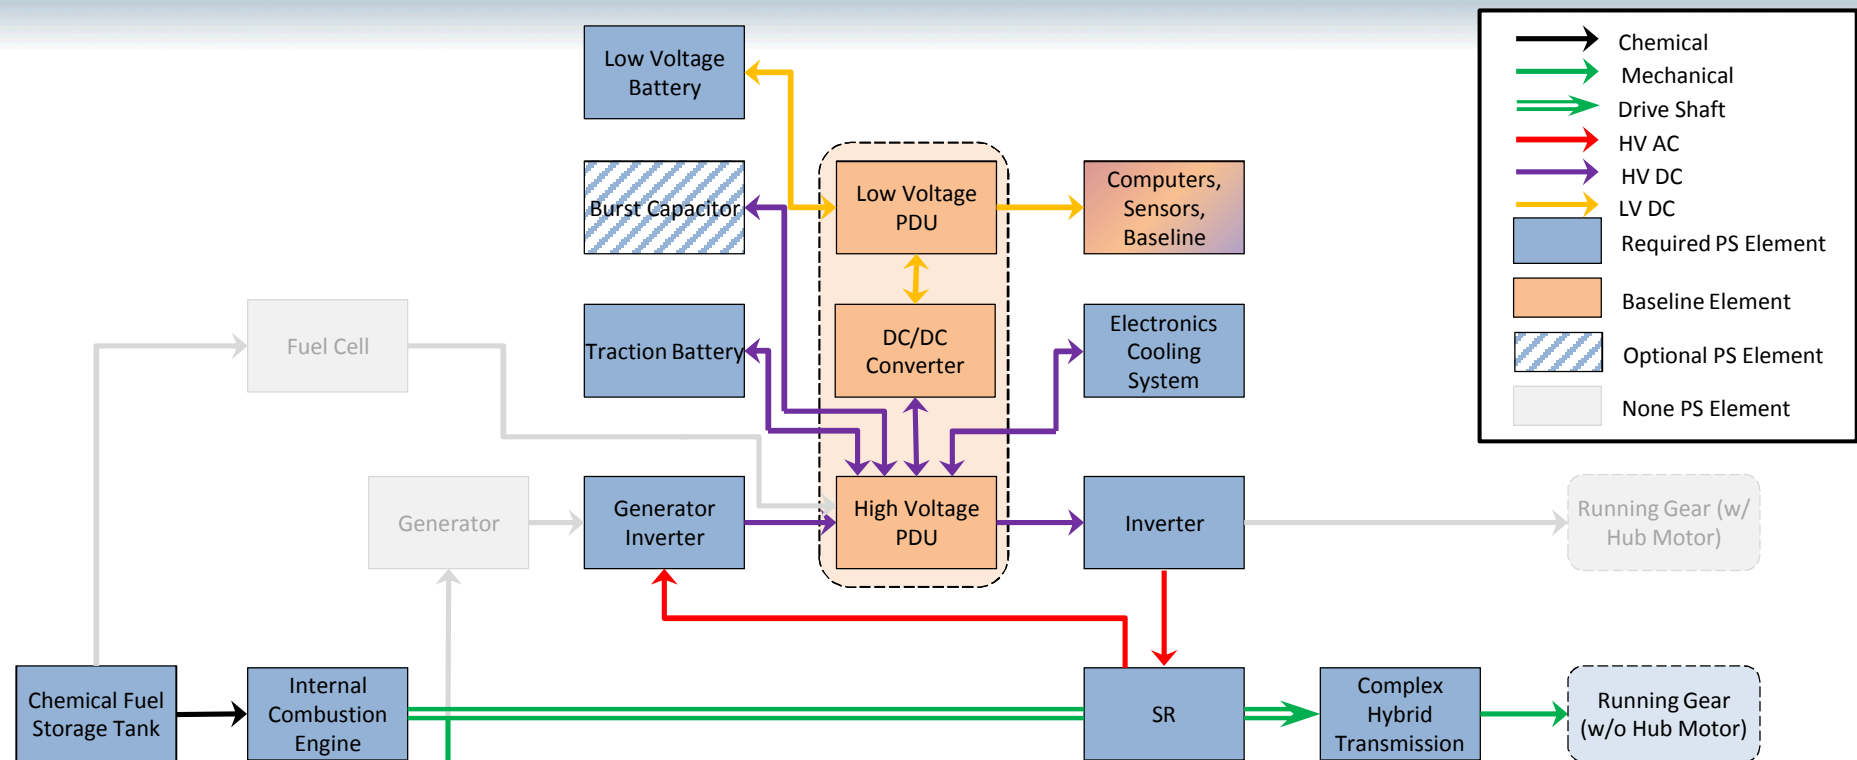 Low Voltage
Battery
Burst Capacitor
Low Voltage
PDU
Computers,
Sensors,
Baseline
Fuel Cell
Traction Battery
DC/DC
Converter
Electronics
Cooling
System
Generator
Generator
Inverter
High Voltage
PDU
Inverter
Running Gear (w/
Hub Motor)
Chemical Fuel
Storage Tank
Internal
Combustion
Engine
SR
Complex
Hybrid
Transmission
Running Gear
(w/o Hub Motor)
Chemical
Mechanical
Drive Shaft
HV AC
HV DC
LV DC
Required PS Element
Baseline Element
Optional PS Element
None PS Element